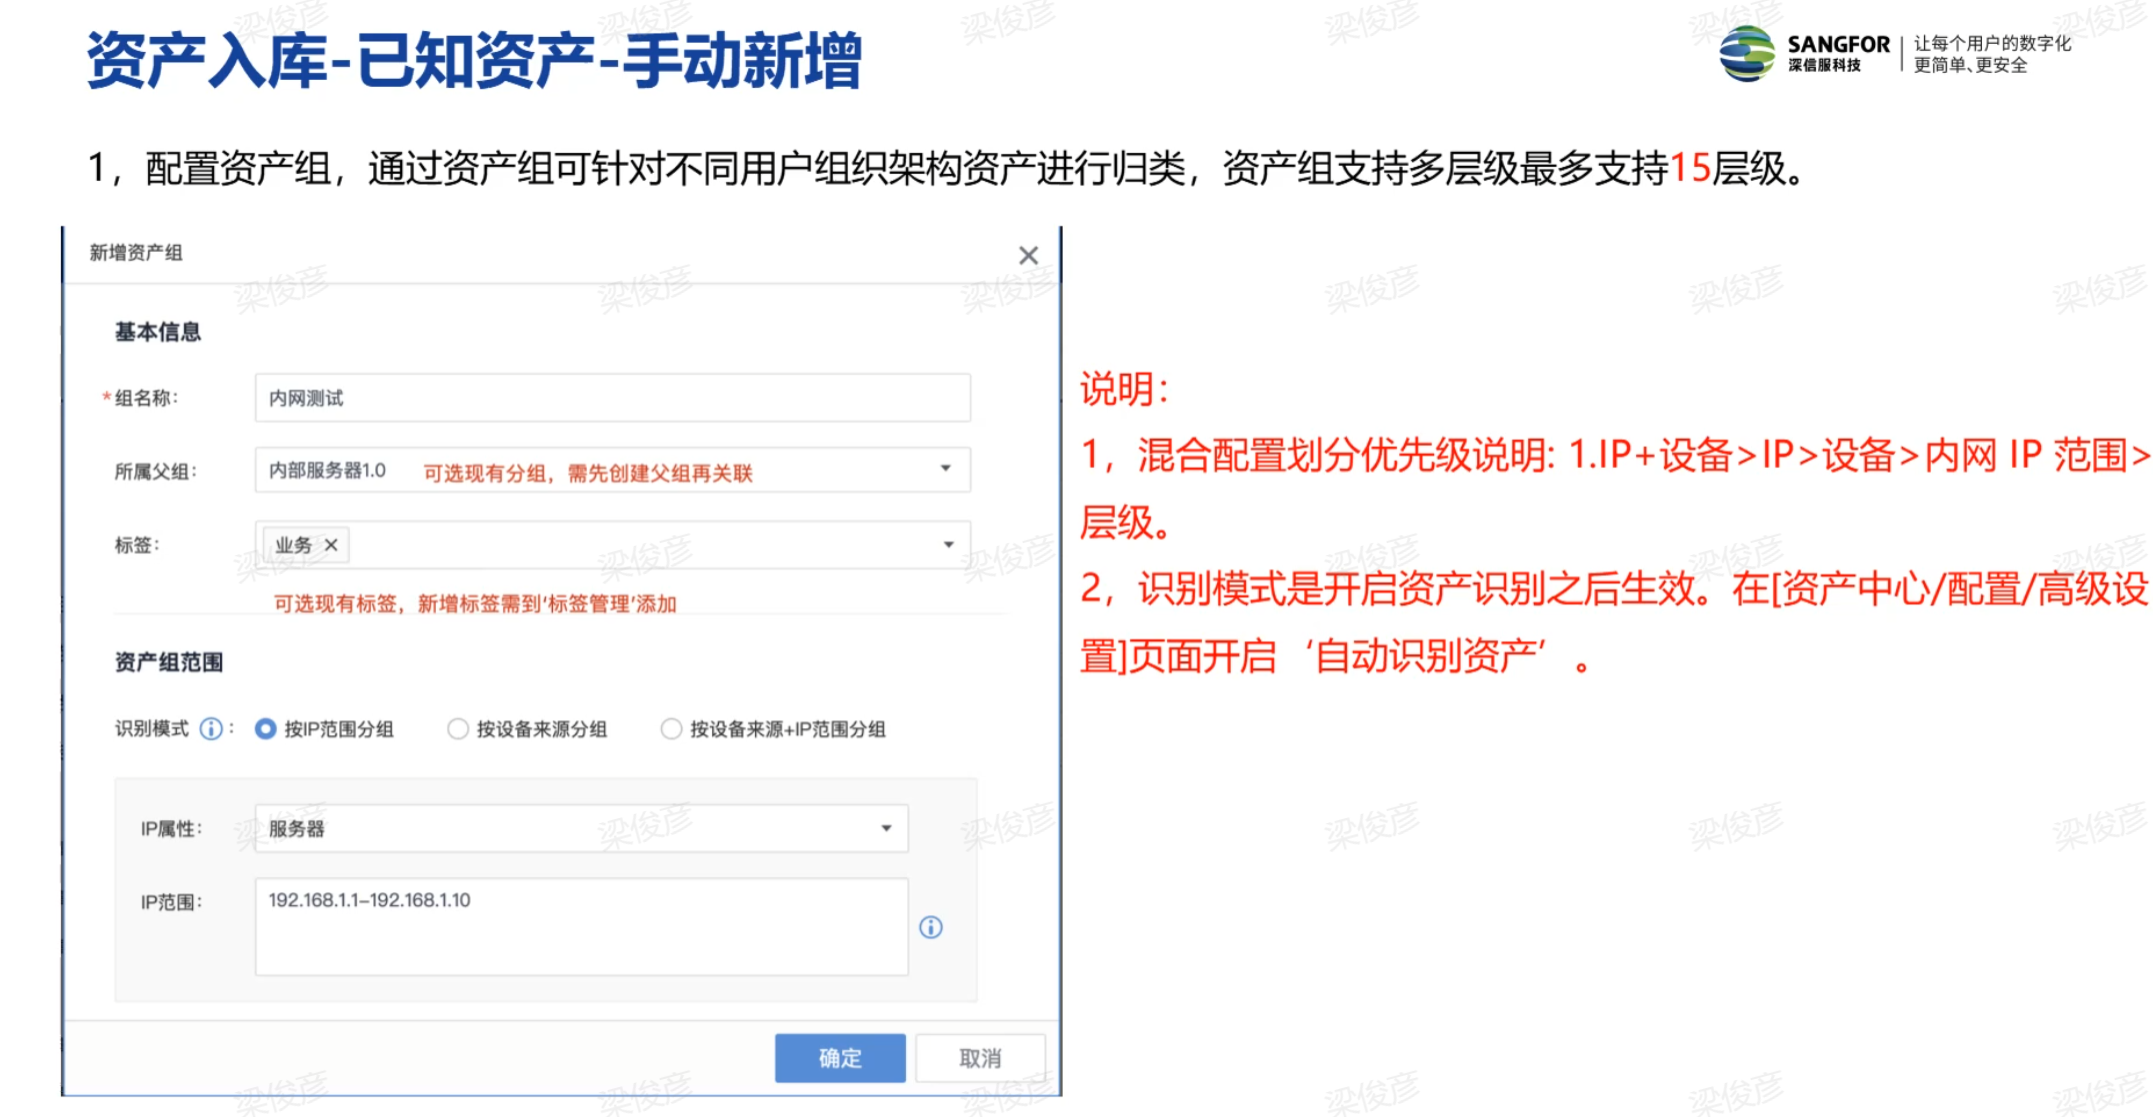 资产入库-已知资产-手动新增
SANGFOR
深信服科技
让每个用户的数字化
更简单、更安全
1，配置资产组，通过资产组可针对不同用户组织架构资产进行归类，资产组支持多层级最多支持15层级。
新增资产组
基本信息
*组名称： 内网测试
所属父组： 内部服务器1.0 可选现有分组，需先创建父组再关联
标签： 业务 ×
可选现有标签，新增标签需到‘标签管理’添加
资产组范围
识别模式 ： 按IP范围分组 按设备来源分组 按设备来源+IP范围分组
IP属性： 服务器
IP范围： 192.168.1.1-192.168.1.10
确定 取消
说明：
1，混合配置划分优先级说明: 1.IP+设备>IP>设备>内网 IP 范围>
层级。
2，识别模式是开启资产识别之后生效。在[资产中心/配置/高级设
置]页面开启‘自动识别资产’。
梁俊彦